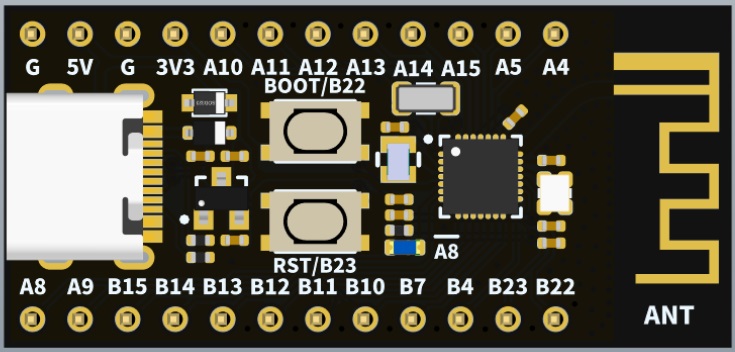 G 5V G 3V3 A10 A11 A12 A13 A14 A15 A5 A4
BOOT/B22
A8
RST/B23
A8 A9 B15 B14 B13 B12 B11 B10 B7 B4 B23 B22
ANT